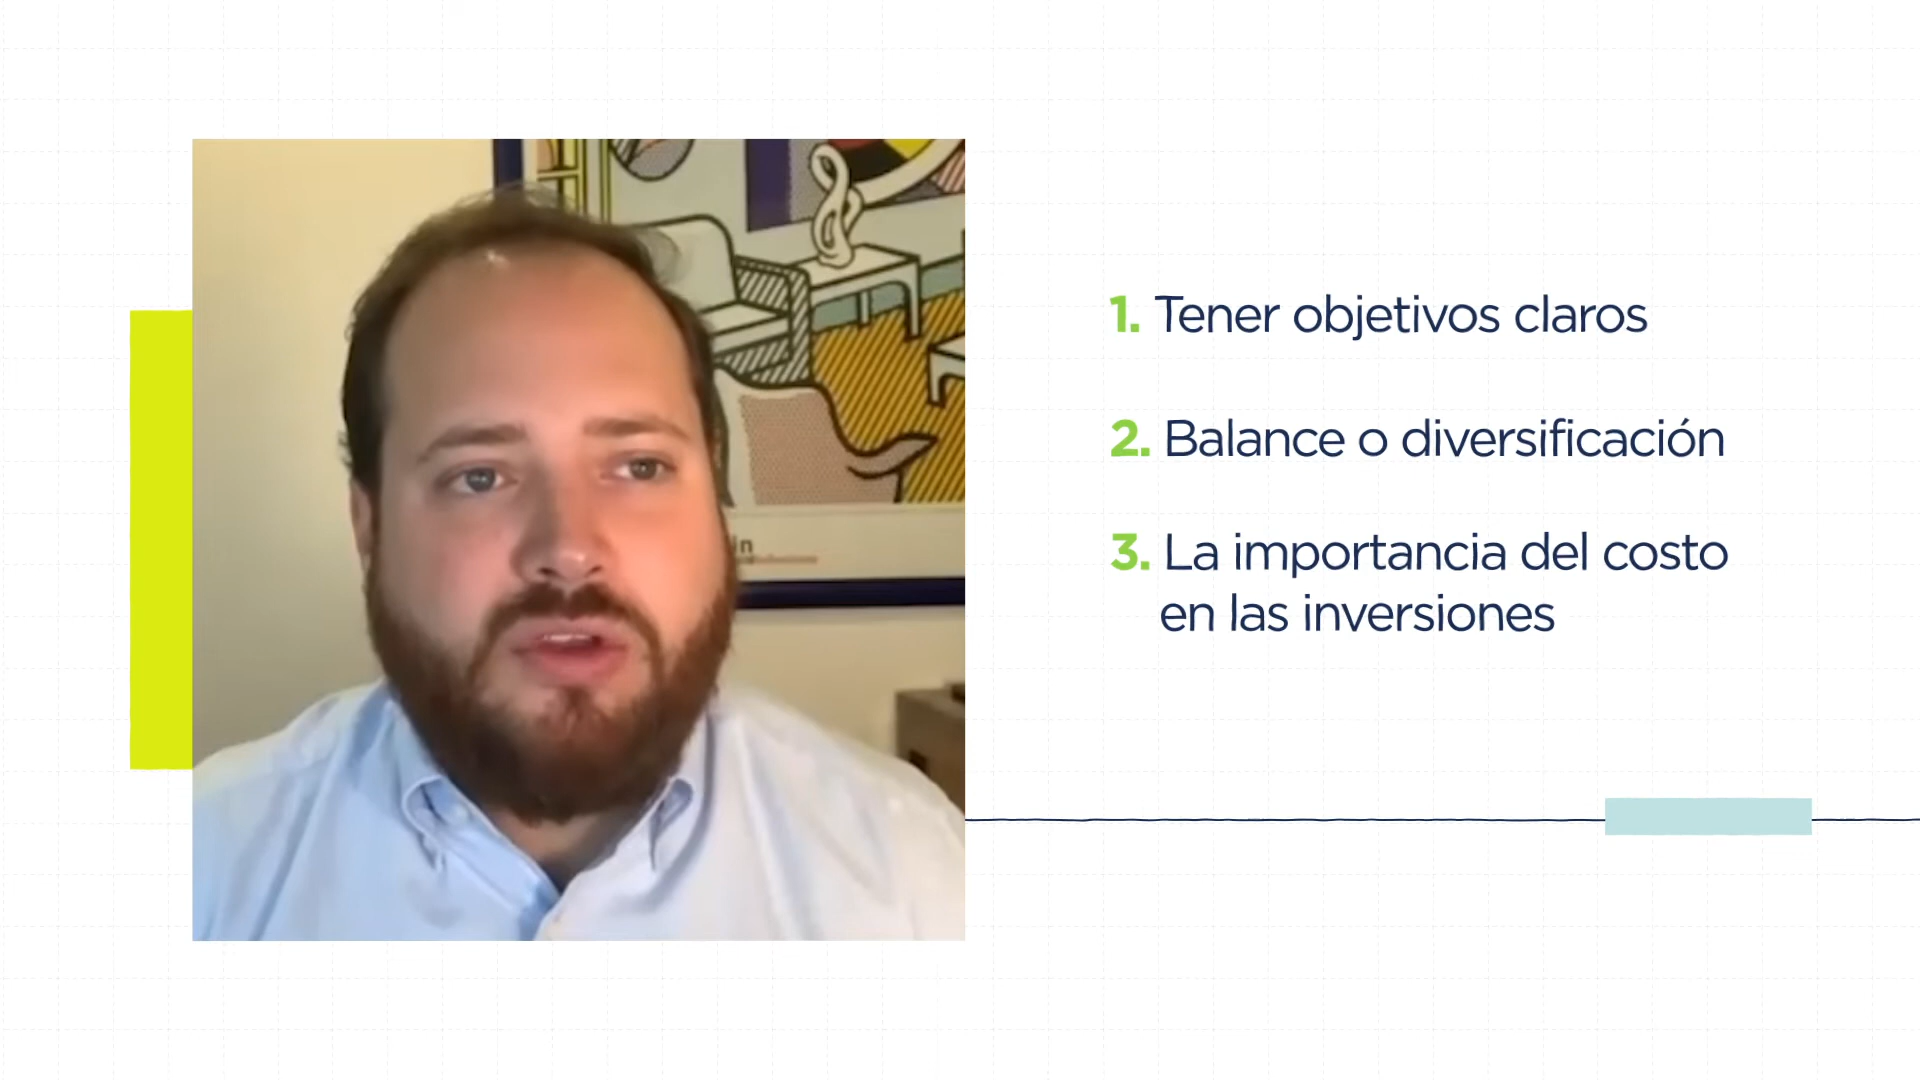 1. Tener objetivos claros
2. Balance o diversificación
3. La importancia del costo
en las inversiones